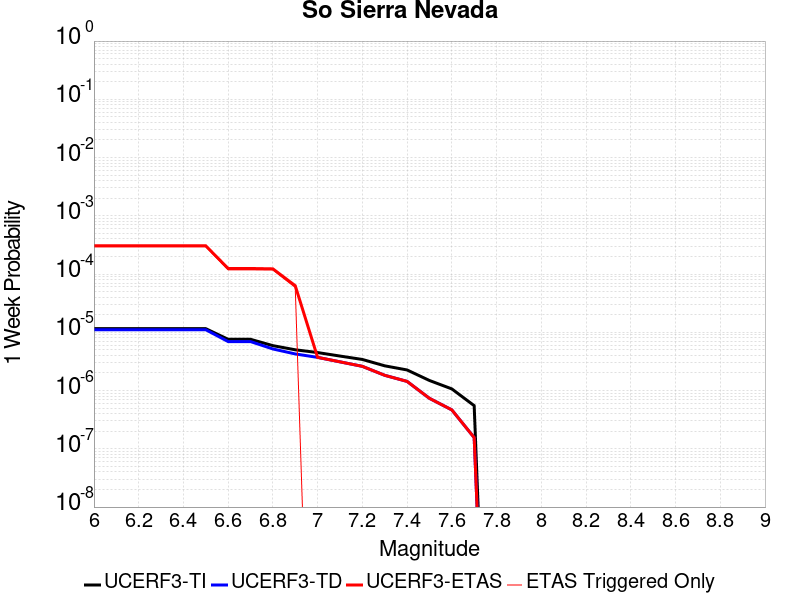 So Sierra Nevada
10^0
10^-1
10^-2
10^-3
10^-4
10^-5
10^-6
10^-7
10^-8
1 Week Probability
6 6.2 6.4 6.6 6.8 7 7.2 7.4 7.6 7.8 8 8.2 8.4 8.6 8.8 9
Magnitude
UCERF3-TI UCERF3-TD UCERF3-ETAS ETAS Triggered Only